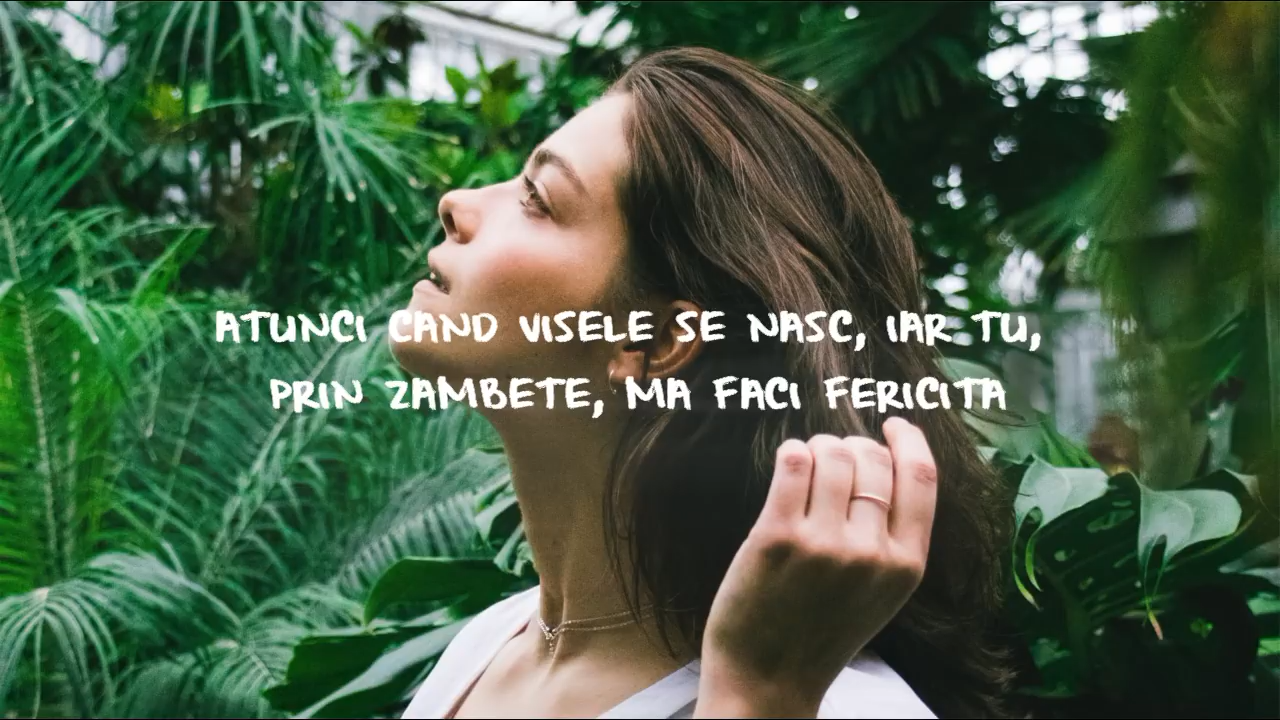 ATUNCI CAND VISELE SE NASC, IAR TU,
PRIN ZAMBETE, MA FACI FERICITA